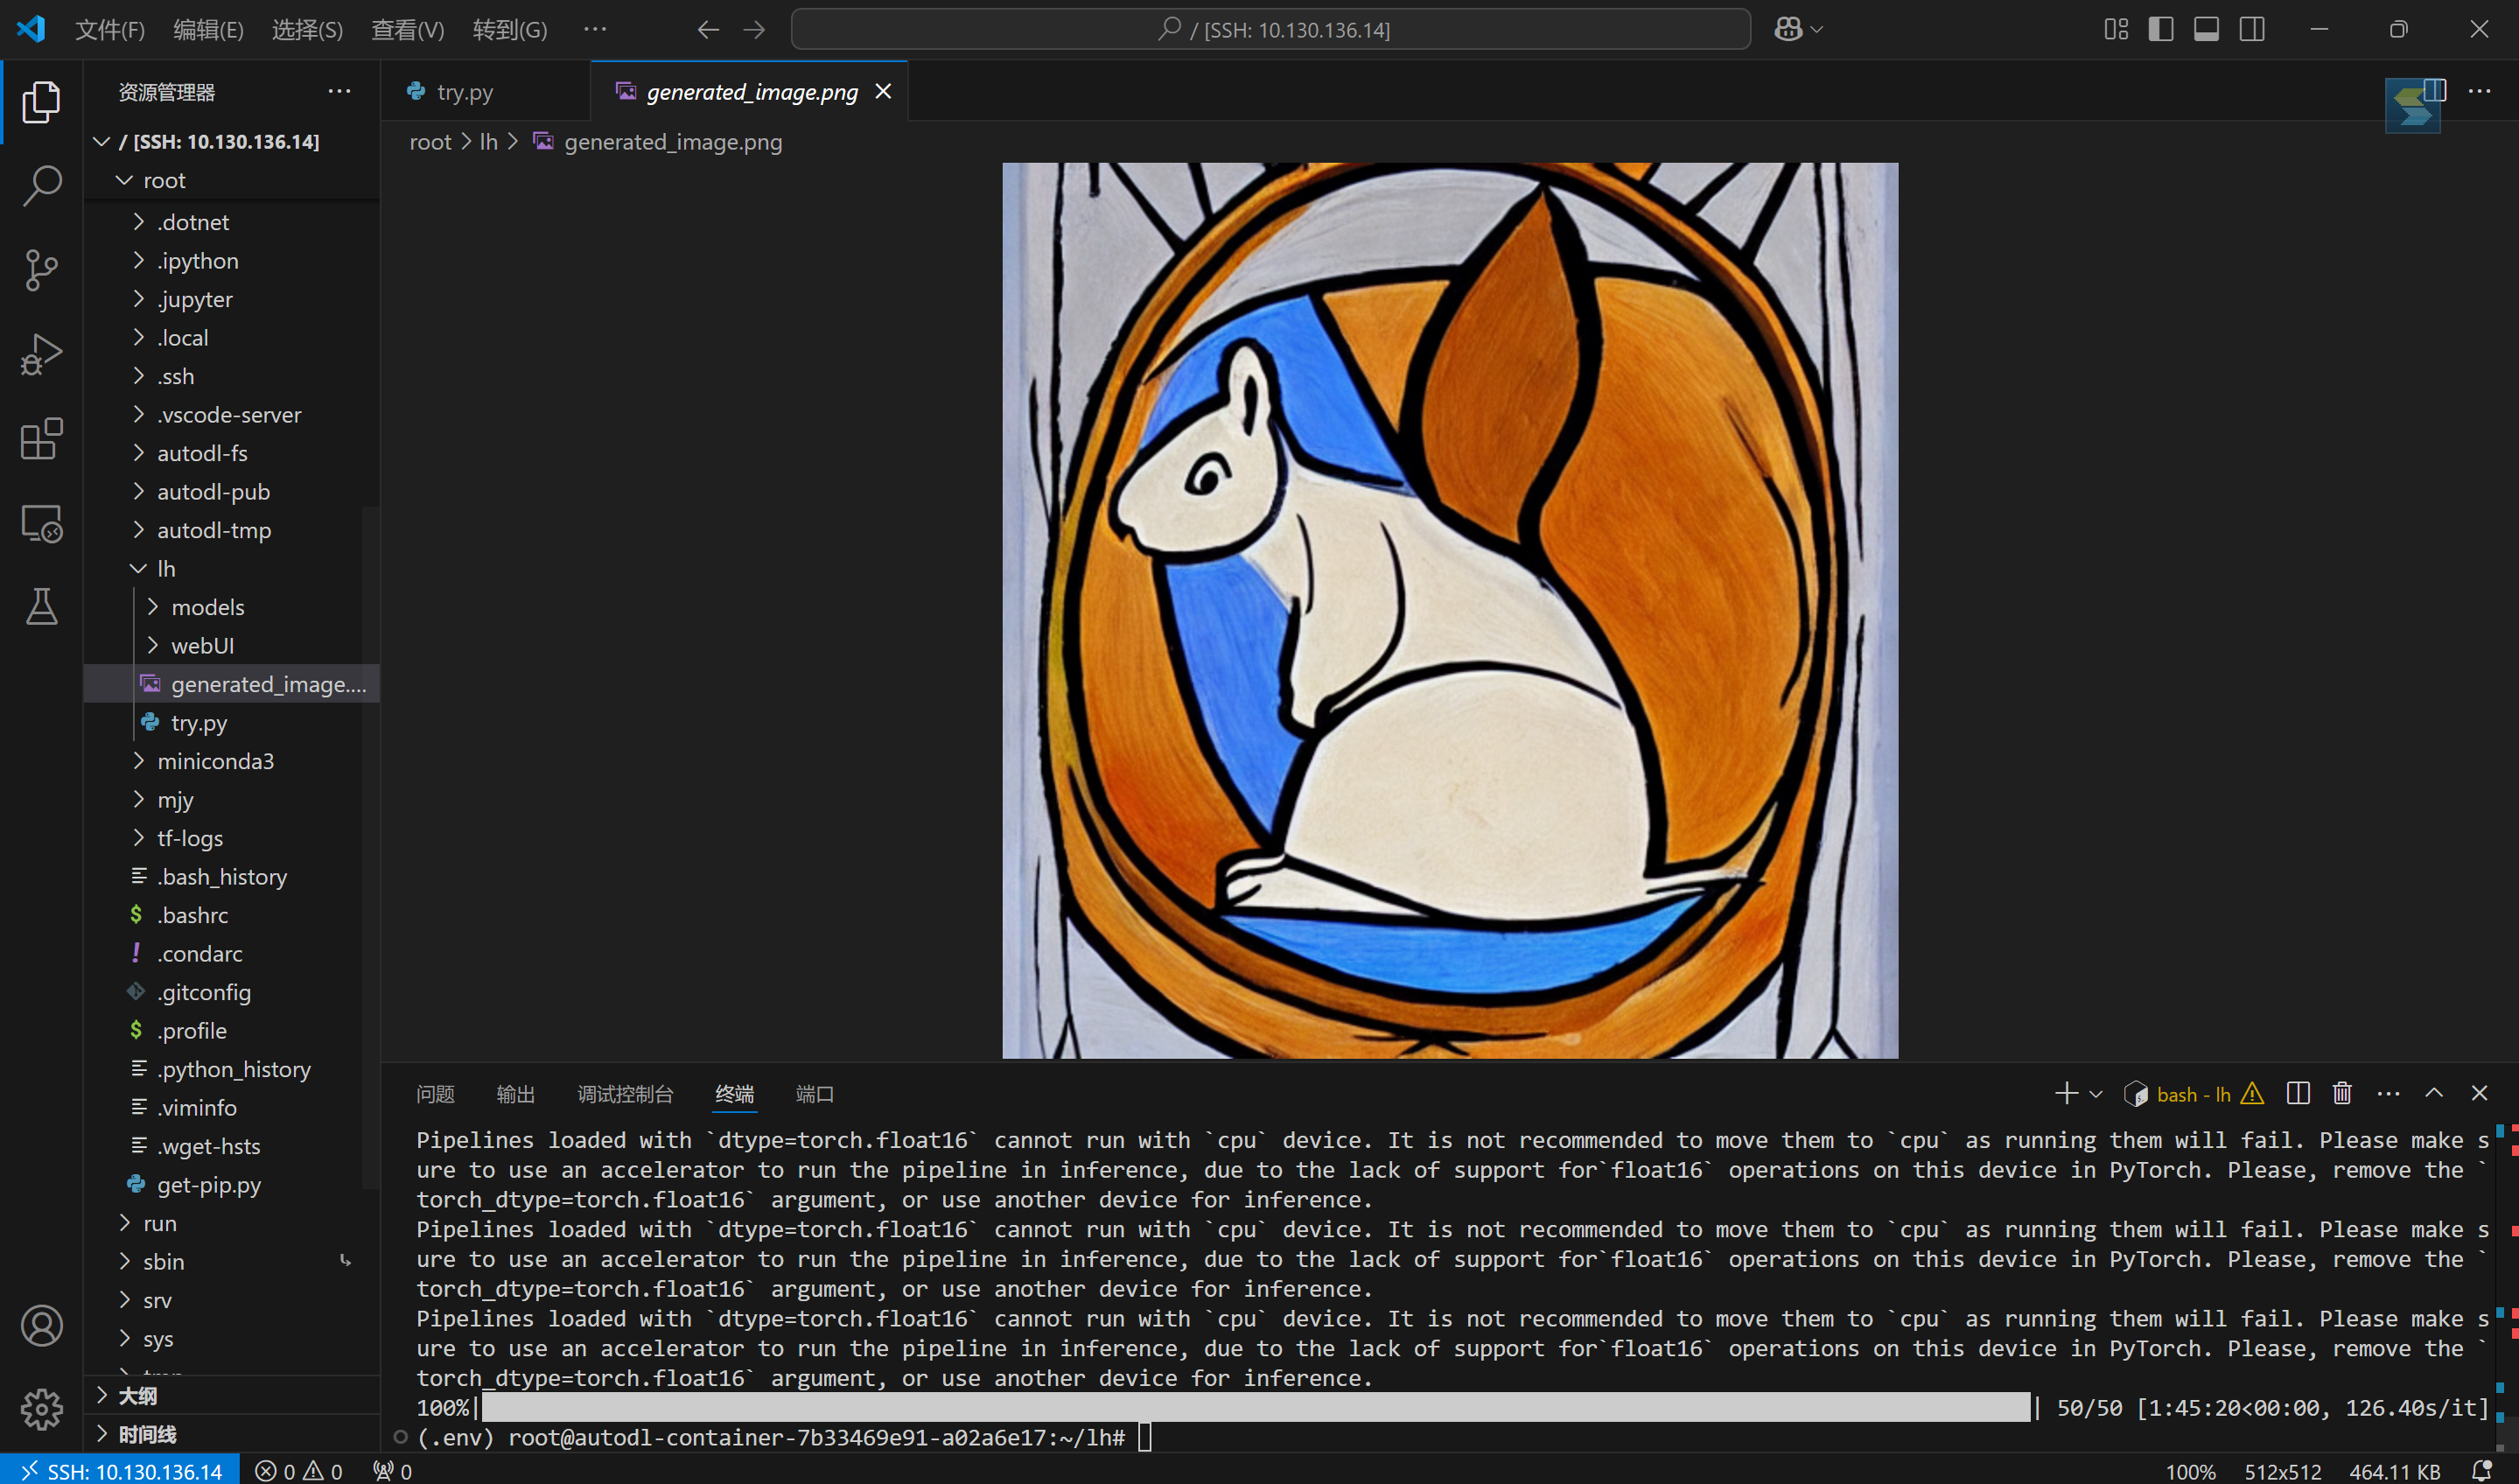 文件(F) 编辑(E) 选择(S) 查看(V) 转到(G) ··· / [SSH: 10.130.136.14]
资源管理器 ···
/ [SSH: 10.130.136.14]
root
.dotnet
.ipython
.jupyter
.local
.ssh
.vscode-server
autodl-fs
autodl-pub
autodl-tmp
lh
models
webUI
generated_image....
try.py
miniconda3
mjy
tf-logs
.bash_history
.bashrc
.condarc
.gitconfig
.profile
.python_history
.viminfo
.wget-hsts
get-pip.py
run
sbin
srv
sys
大纲
时间线
try.py generated_image.png
root > lh > generated_image.png
问题 输出 调试控制台 终端 端口 bash - lh
Pipelines loaded with `dtype=torch.float16` cannot run with `cpu` device. It is not recommended to move them to `cpu` as running them will fail. Please make s
ure to use an accelerator to run the pipeline in inference, due to the lack of support for`float16` operations on this device in PyTorch. Please, remove the `
torch_dtype=torch.float16` argument, or use another device for inference.
Pipelines loaded with `dtype=torch.float16` cannot run with `cpu` device. It is not recommended to move them to `cpu` as running them will fail. Please make s
ure to use an accelerator to run the pipeline in inference, due to the lack of support for`float16` operations on this device in PyTorch. Please, remove the `
torch_dtype=torch.float16` argument, or use another device for inference.
Pipelines loaded with `dtype=torch.float16` cannot run with `cpu` device. It is not recommended to move them to `cpu` as running them will fail. Please make s
ure to use an accelerator to run the pipeline in inference, due to the lack of support for`float16` operations on this device in PyTorch. Please, remove the `
torch_dtype=torch.float16` argument, or use another device for inference.
100%| | 50/50 [1:45:20<00:00, 126.40s/it]
(.env) root@autodl-container-7b33469e91-a02a6e17:~/lh#
SSH: 10.130.136.14 0 0 0 100% 512x512 464.11 KB